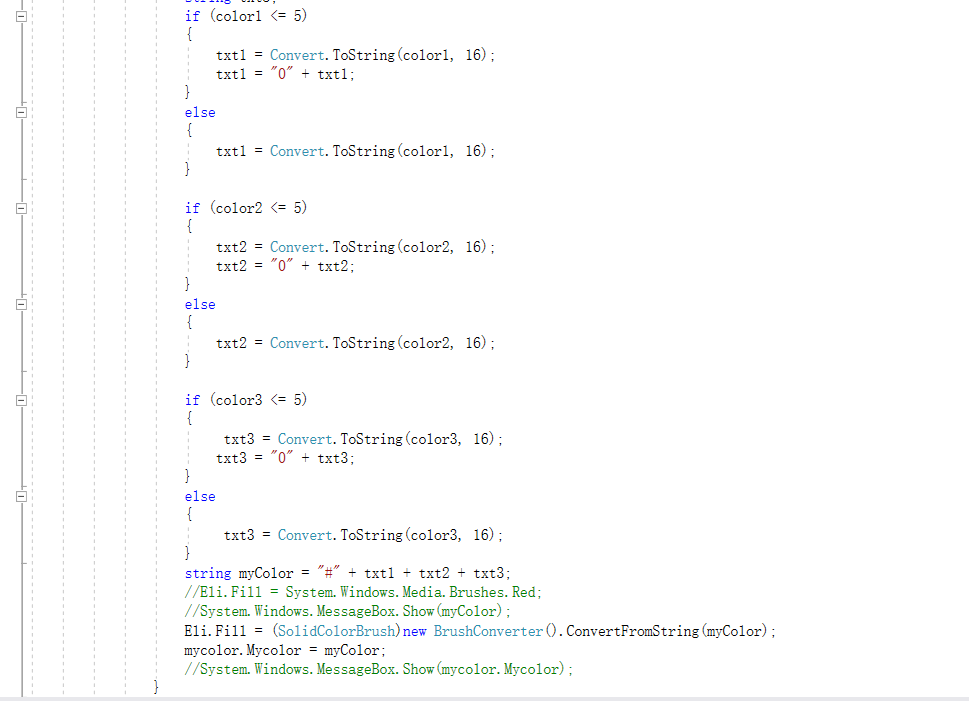 if (color1 <= 5)
{
txt1 = Convert.ToString(color1, 16);
txt1 = "0" + txt1;
}
else
{
txt1 = Convert.ToString(color1, 16);
}
if (color2 <= 5)
{
txt2 = Convert.ToString(color2, 16);
txt2 = "0" + txt2;
}
else
{
txt2 = Convert.ToString(color2, 16);
}
if (color3 <= 5)
{
txt3 = Convert.ToString(color3, 16);
txt3 = "0" + txt3;
}
else
{
txt3 = Convert.ToString(color3, 16);
}
string myColor = "#" + txt1 + txt2 + txt3;
//Eli.Fill = System.Windows.Media.Brushes.Red;
//System.Windows.MessageBox.Show(myColor);
Eli.Fill = (SolidColorBrush)new BrushConverter().ConvertFromString(myColor);
mycolor.Mycolor = myColor;
//System.Windows.MessageBox.Show(mycolor.Mycolor);
}